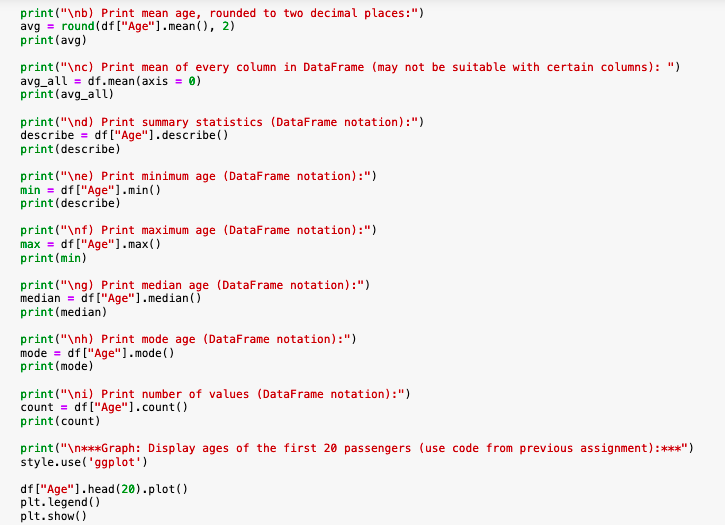 print("\nb) Print mean age, rounded to two decimal places:")
avg = round(df["Age"].mean(), 2)
print(avg)
print("\nc) Print mean of every column in DataFrame (may not be suitable with certain columns): ")
avg_all = df.mean(axis = 0)
print(avg_all)
print("\nd) Print summary statistics (DataFrame notation):")
describe = df["Age"].describe()
print(describe)
print("\ne) Print minimum age (DataFrame notation):")
min = df["Age"].min()
print(describe)
print("\nf) Print maximum age (DataFrame notation):")
max = df["Age"].max()
print(min)
print("\ng) Print median age (DataFrame notation):")
median = df["Age"].median()
print(median)
print("\nh) Print mode age (DataFrame notation):")
mode = df["Age"].mode()
print(mode)
print("\ni) Print number of values (DataFrame notation):")
count = df["Age"].count()
print(count)
print("\n***Graph: Display ages of the first 20 passengers (use code from previous assignment):***")
style.use('ggplot')
df["Age"].head(20).plot()
plt.legend()
plt.show()